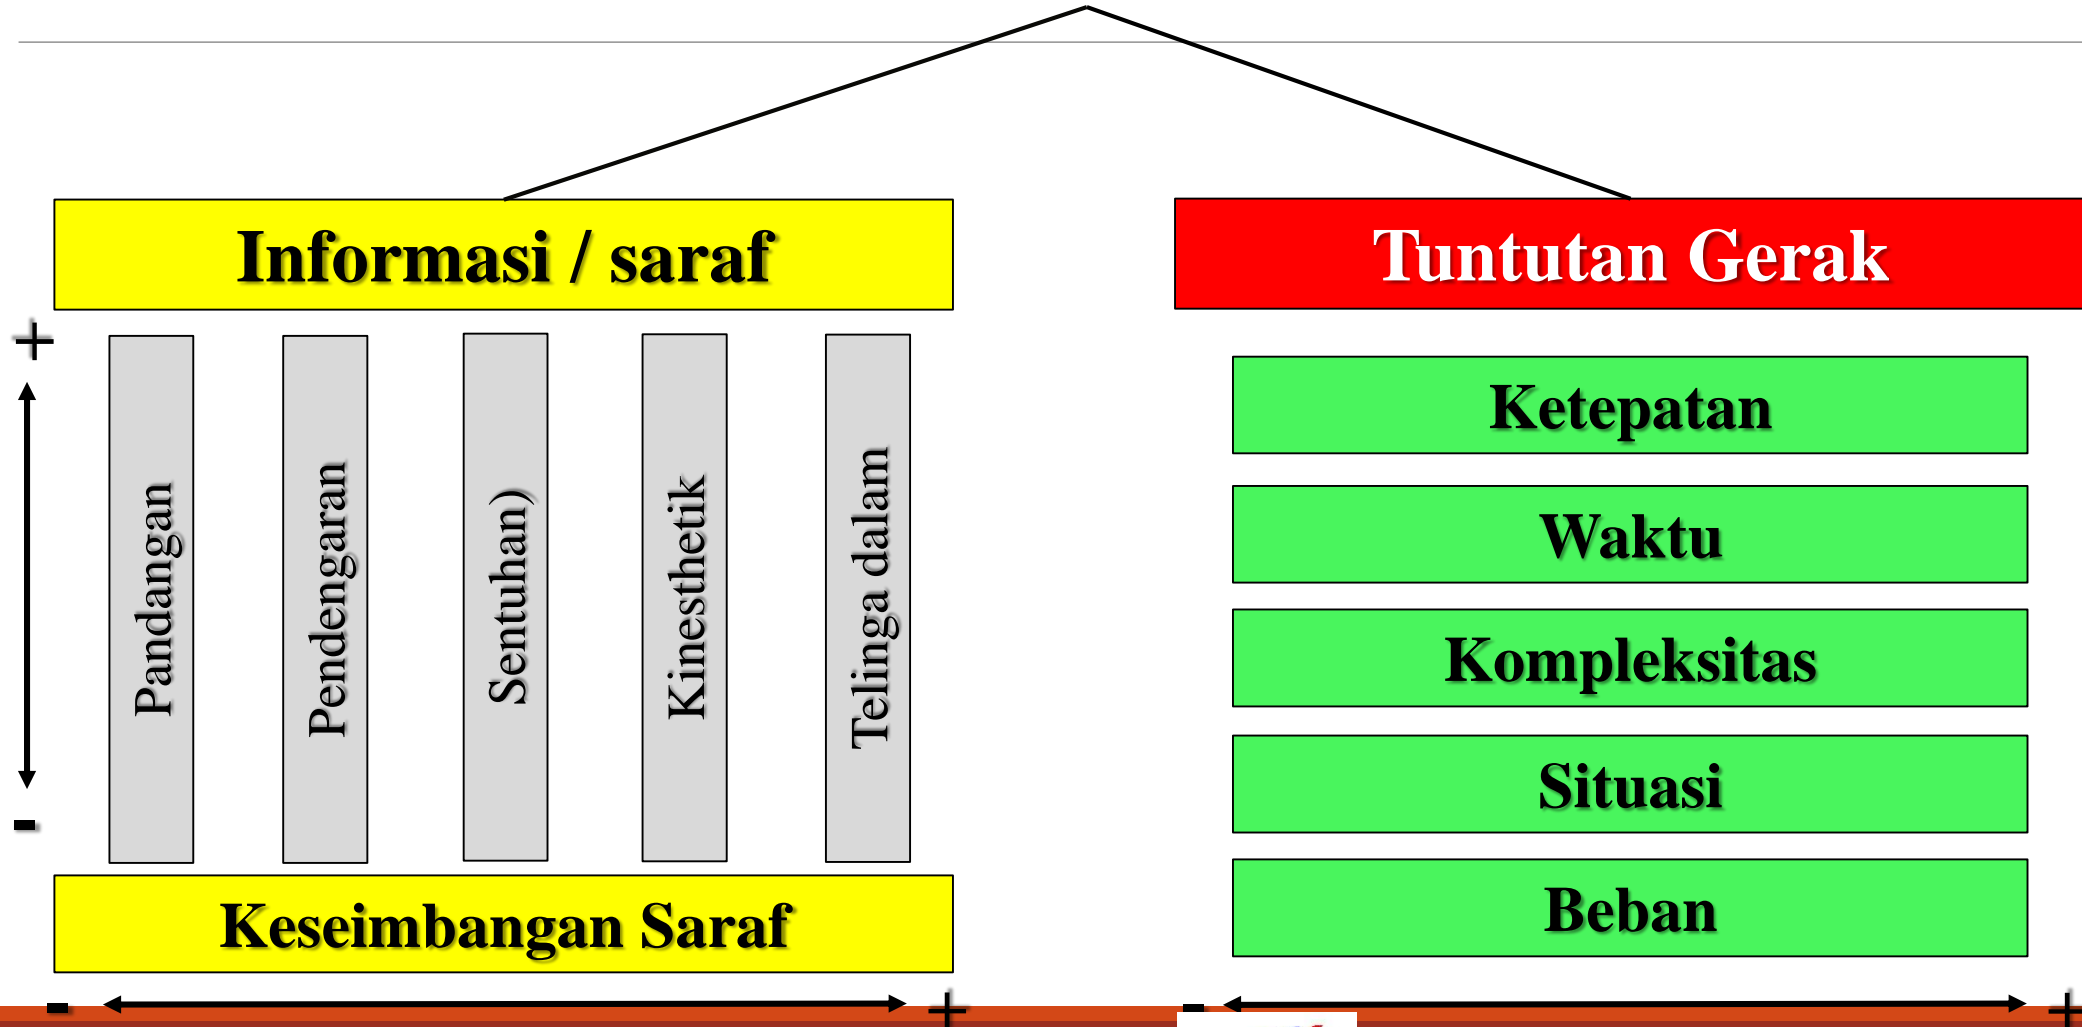 Informasi / saraf
Tuntutan Gerak
+
Pandangan
Pendengaran
Sentuhan)
Kinesthetik
Telinga dalam
-
Keseimbangan Saraf
- +
Ketepatan
Waktu
Kompleksitas
Situasi
Beban
- +